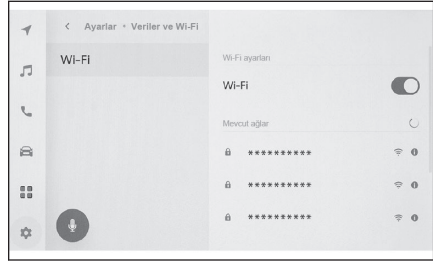 Ayarlar • Veriler ve Wi-Fi
Wi-Fi
Wi-Fi ayarları
Wi-Fi
Mevcut ağlar
**********
**********
**********